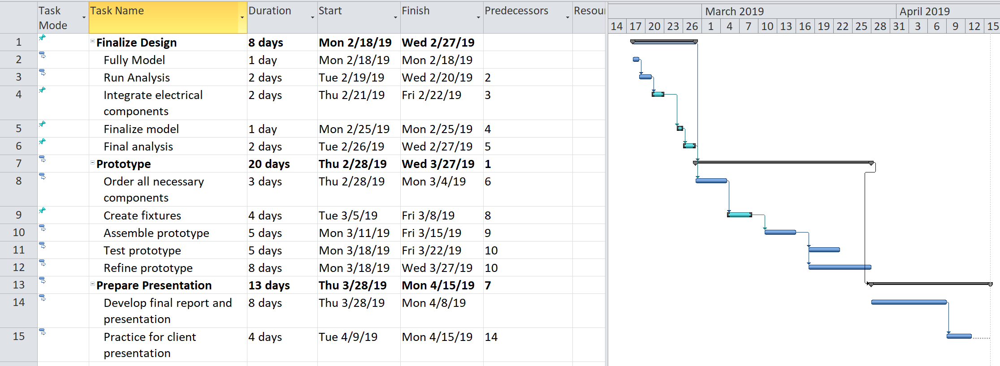 Task Mode Task Name Duration Start Finish Predecessors Resou
March 2019 April 2019
14 17 20 23 26 1 4 7 10 13 16 19 22 25 28 31 3 6 9 12 15
1 Finalize Design 8 days Mon 2/18/19 Wed 2/27/19
2 Fully Model 1 day Mon 2/18/19 Mon 2/18/19
3 Run Analysis 2 days Tue 2/19/19 Wed 2/20/19 2
4 Integrate electrical 2 days Thu 2/21/19 Fri 2/22/19 3
components
5 Finalize model 1 day Mon 2/25/19 Mon 2/25/19 4
6 Final analysis 2 days Tue 2/26/19 Wed 2/27/19 5
7 Prototype 20 days Thu 2/28/19 Wed 3/27/19 1
8 Order all necessary 3 days Thu 2/28/19 Mon 3/4/19 6
components
9 Create fixtures 4 days Tue 3/5/19 Fri 3/8/19 8
10 Assemble prototype 5 days Mon 3/11/19 Fri 3/15/19 9
11 Test prototype 5 days Mon 3/18/19 Fri 3/22/19 10
12 Refine prototype 8 days Mon 3/18/19 Wed 3/27/19 10
13 Prepare Presentation 13 days Thu 3/28/19 Mon 4/15/19 7
14 Develop final report and 8 days Thu 3/28/19 Mon 4/8/19
presentation
15 Practice for client 4 days Tue 4/9/19 Mon 4/15/19 14
presentation